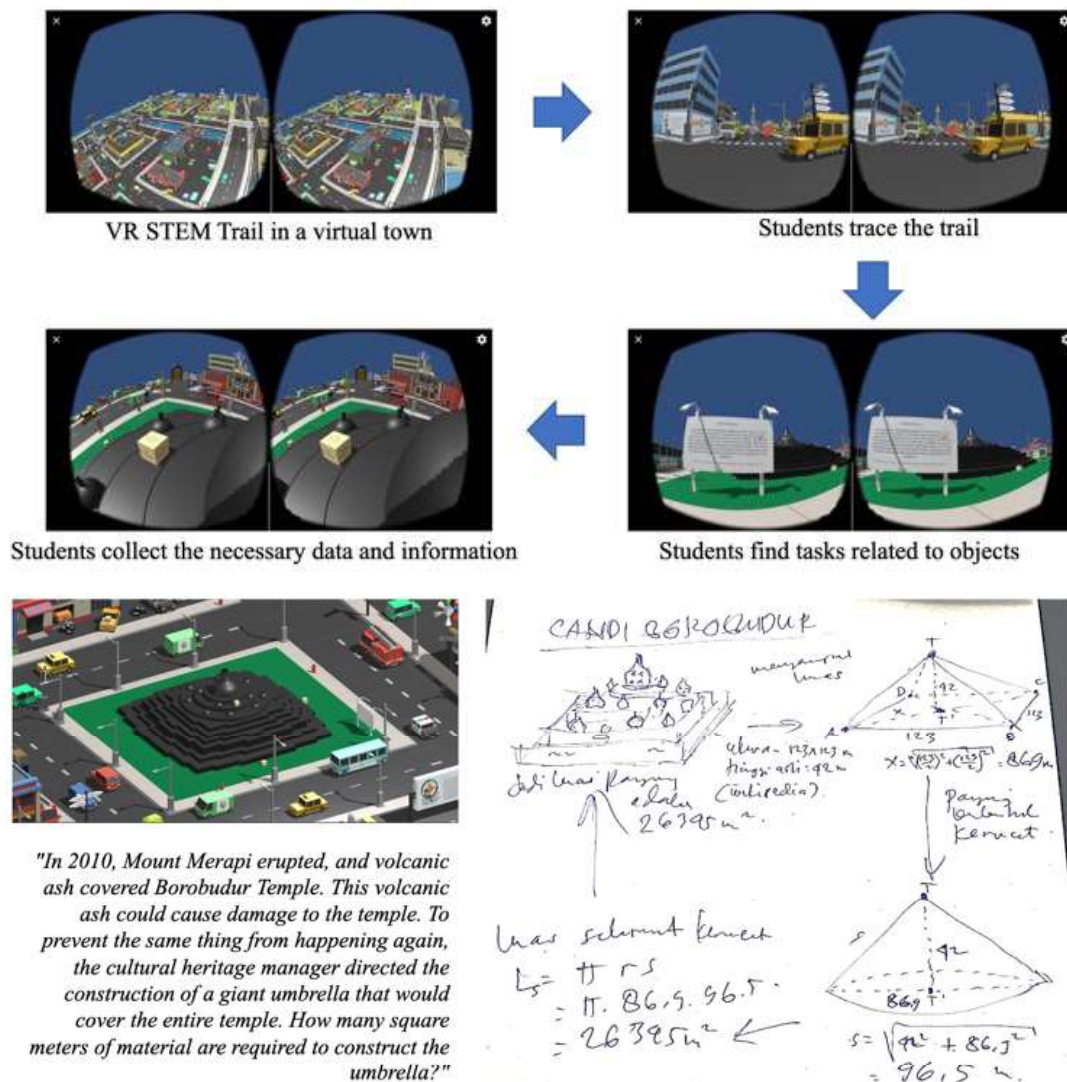 VR STEM Trail in a virtual town
Students trace the trail
Students collect the necessary data and information
Students find tasks related to objects
"In 2010, Mount Merapi erupted, and volcanic
ash covered Borobudur Temple. This volcanic
ash could cause damage to the temple. To
prevent the same thing from happening again,
the cultural heritage manager directed the
construction of a giant umbrella that would
cover the entire temple. How many square
meters of material are required to construct the
umbrella?"
CANDI BOROBUDUR
T
D
42
C
x
T'
A
B
123
123
ukuran = 123x123 m
tinggi asli : 42 m
(wikipedia).
= 86,9 m
Payung
berbentuk
kerucut.
Jadi luas payung
adalah
26395 m².
T
s
42
86,9
T'
s = √42² + 86,9²
= 96,5 m.
Luas selimut kerucut
Ls = π r s
= π. 86,9. 96,5.
= 26395 m²